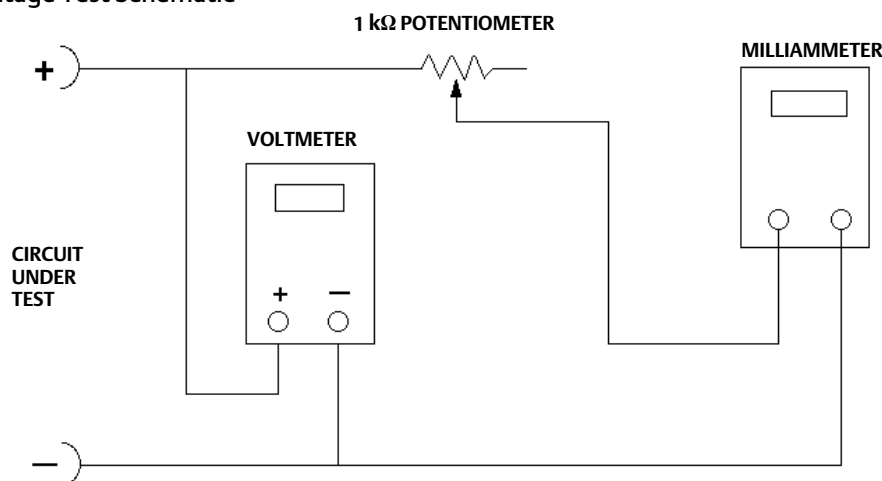 1 kΩ POTENTIOMETER
MILLIAMMETER
+
VOLTMETER
CIRCUIT
UNDER
TEST
+ —
—